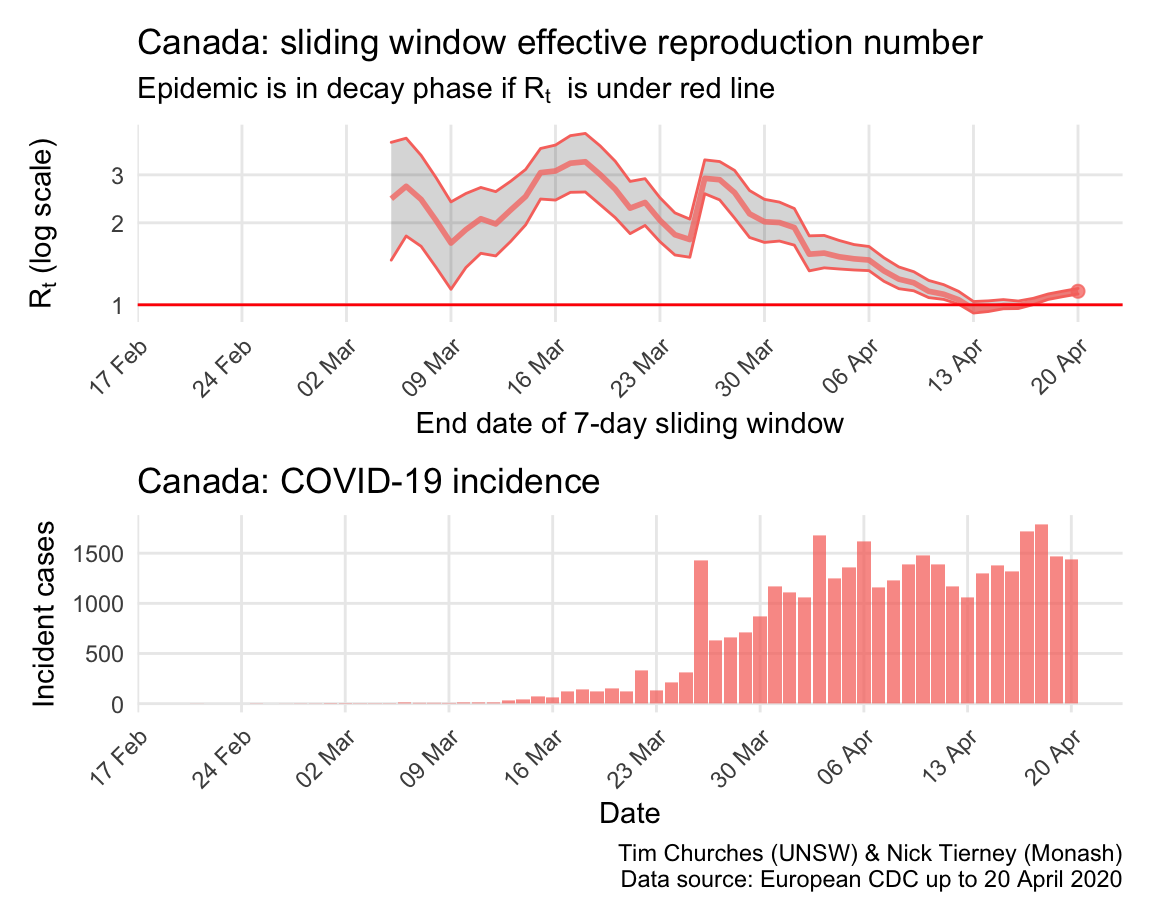 Canada: sliding window effective reproduction number
Epidemic is in decay phase if Rt is under red line
Rt (log scale)
3
2
1
17 Feb
24 Feb
02 Mar
09 Mar
16 Mar
23 Mar
30 Mar
06 Apr
13 Apr
20 Apr
End date of 7-day sliding window
Canada: COVID-19 incidence
Incident cases
1500
1000
500
0
17 Feb
24 Feb
02 Mar
09 Mar
16 Mar
23 Mar
30 Mar
06 Apr
13 Apr
20 Apr
Date
Tim Churches (UNSW) & Nick Tierney (Monash)
Data source: European CDC up to 20 April 2020